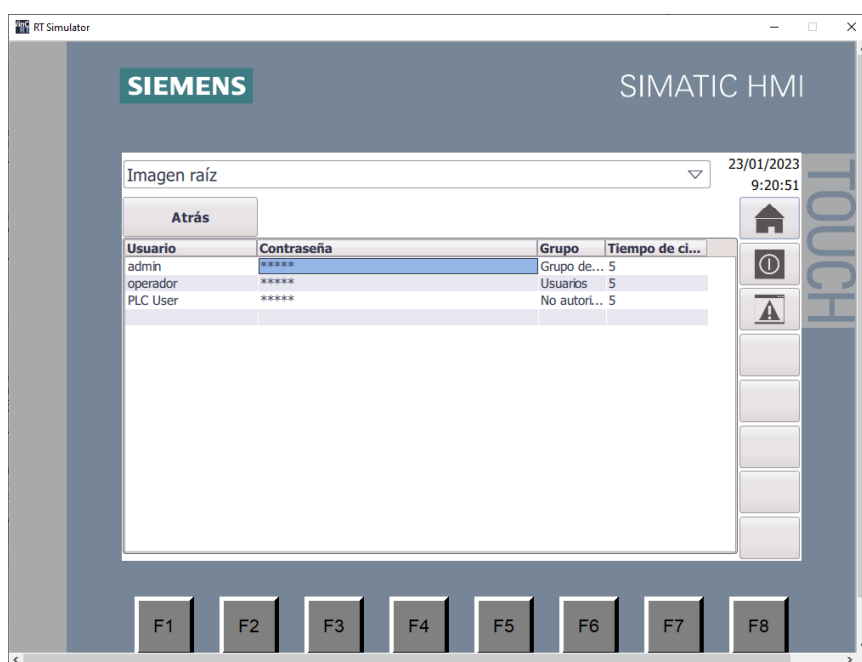 RT Simulator
SIEMENS
SIMATIC HMI
Imagen raíz
23/01/2023
9:20:51
TOUCH
Atrás
Usuario Contraseña Grupo Tiempo de ci...
admin ***** Grupo de... 5
operador ***** Usuarios 5
PLC User ***** No autori... 5
F1 F2 F3 F4 F5 F6 F7 F8